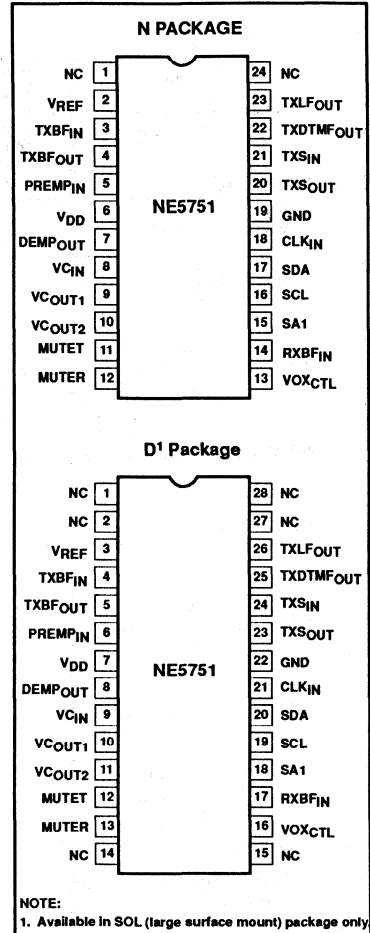 N PACKAGE
NC 1 24 NC
VREF 2 23 TXLFOUT
TXBFIN 3 22 TXDTMFOUT
TXBFOUT 4 21 TXSIN
PREMPIN 5 20 TXSOUT
NE5751
VDD 6 19 GND
DEMPOUT 7 18 CLKIN
VCIN 8 17 SDA
VCOUT1 9 16 SCL
VCOUT2 10 15 SA1
MUTET 11 14 RXBFIN
MUTER 12 13 VOXCTL
D1 Package
NC 1 28 NC
NC 2 27 NC
VREF 3 26 TXLFOUT
TXBFIN 4 25 TXDTMFOUT
TXBFOUT 5 24 TXSIN
PREMPIN 6 23 TXSOUT
VDD 7 22 GND
NE5751
DEMPOUT 8 21 CLKIN
VCIN 9 20 SDA
VCOUT1 10 19 SCL
VCOUT2 11 18 SA1
MUTET 12 17 RXBFIN
MUTER 13 16 VOXCTL
NC 14 15 NC
NOTE:
1. Available in SOL (large surface mount) package only.